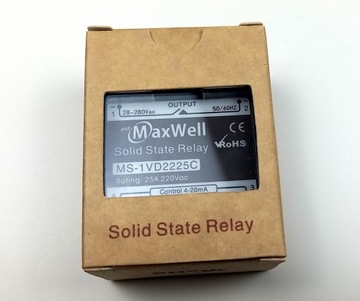 OUTPUT
1 28~280Vac 50/60HZ 2
MaxWell
CE
RoHS
Solid State Relay
MS-1VD2225C
Rating: 25A 220Vac
4 Control 4-20mA 3
Solid State Relay